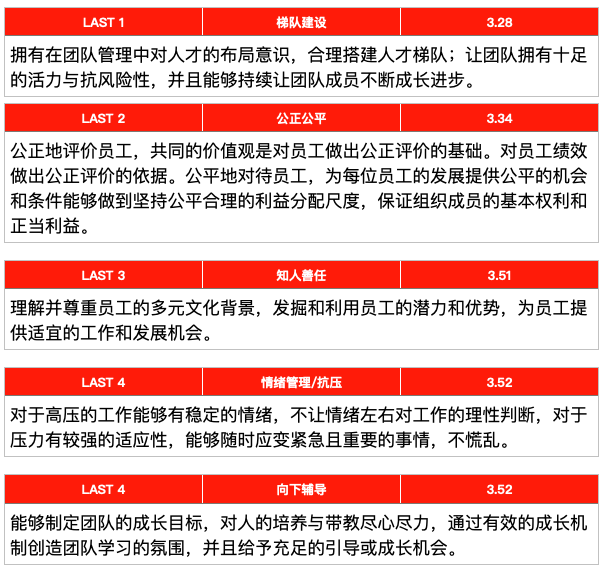 LAST 1 梯队建设 3.28
拥有在团队管理中对人才的布局意识，合理搭建人才梯队；让团队拥有十足
的活力与抗风险性，并且能够持续让团队成员不断成长进步。
LAST 2 公正公平 3.34
公正地评价员工，共同的价值观是对员工做出公正评价的基础。对员工绩效
做出公正评价的依据。公平地对待员工，为每位员工的发展提供公平的机会
和条件能够做到坚持公平合理的利益分配尺度，保证组织成员的基本权利和
正当利益。
LAST 3 知人善任 3.51
理解并尊重员工的多元文化背景，发掘和利用员工的潜力和优势，为员工提
供适宜的工作和发展机会。
LAST 4 情绪管理/抗压 3.52
对于高压的工作能够有稳定的情绪，不让情绪左右对工作的理性判断，对于
压力有较强的适应性，能够随时应变紧急且重要的事情，不慌乱。
LAST 4 向下辅导 3.52
能够制定团队的成长目标，对人的培养与带教尽心尽力，通过有效的成长机
制创造团队学习的氛围，并且给予充足的引导或成长机会。